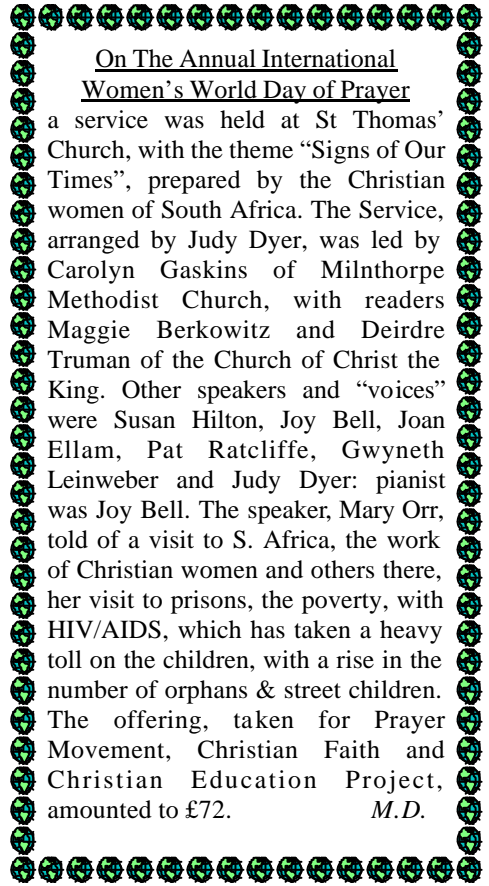 On The Annual International
Women's World Day of Prayer
a service was held at St Thomas'
Church, with the theme “Signs of Our
Times”, prepared by the Christian
women of South Africa. The Service,
arranged by Judy Dyer, was led by
Carolyn Gaskins of Milnthorpe
Methodist Church, with readers
Maggie Berkowitz and Deirdre
Truman of the Church of Christ the
King. Other speakers and “voices”
were Susan Hilton, Joy Bell, Joan
Ellam, Pat Ratcliffe, Gwyneth
Leinweber and Judy Dyer: pianist
was Joy Bell. The speaker, Mary Orr,
told of a visit to S. Africa, the work
of Christian women and others there,
her visit to prisons, the poverty, with
HIV/AIDS, which has taken a heavy
toll on the children, with a rise in the
number of orphans & street children.
The offering, taken for Prayer
Movement, Christian Faith and
Christian Education Project,
amounted to £72. M.D.